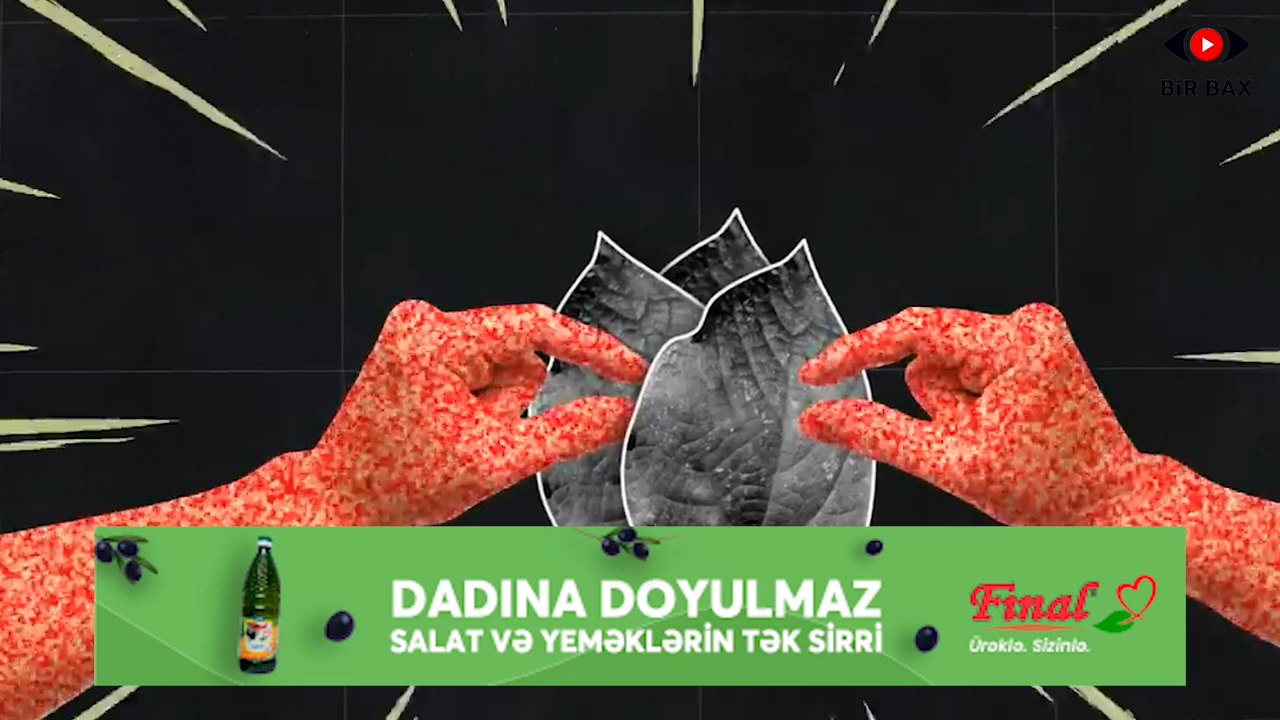 BİR BAX
DADINA DOYULMAZ
SALAT VƏ YEMƏKLƏRİN TƏK SİRRİ
Final
Ürəklə. Sizinlə.